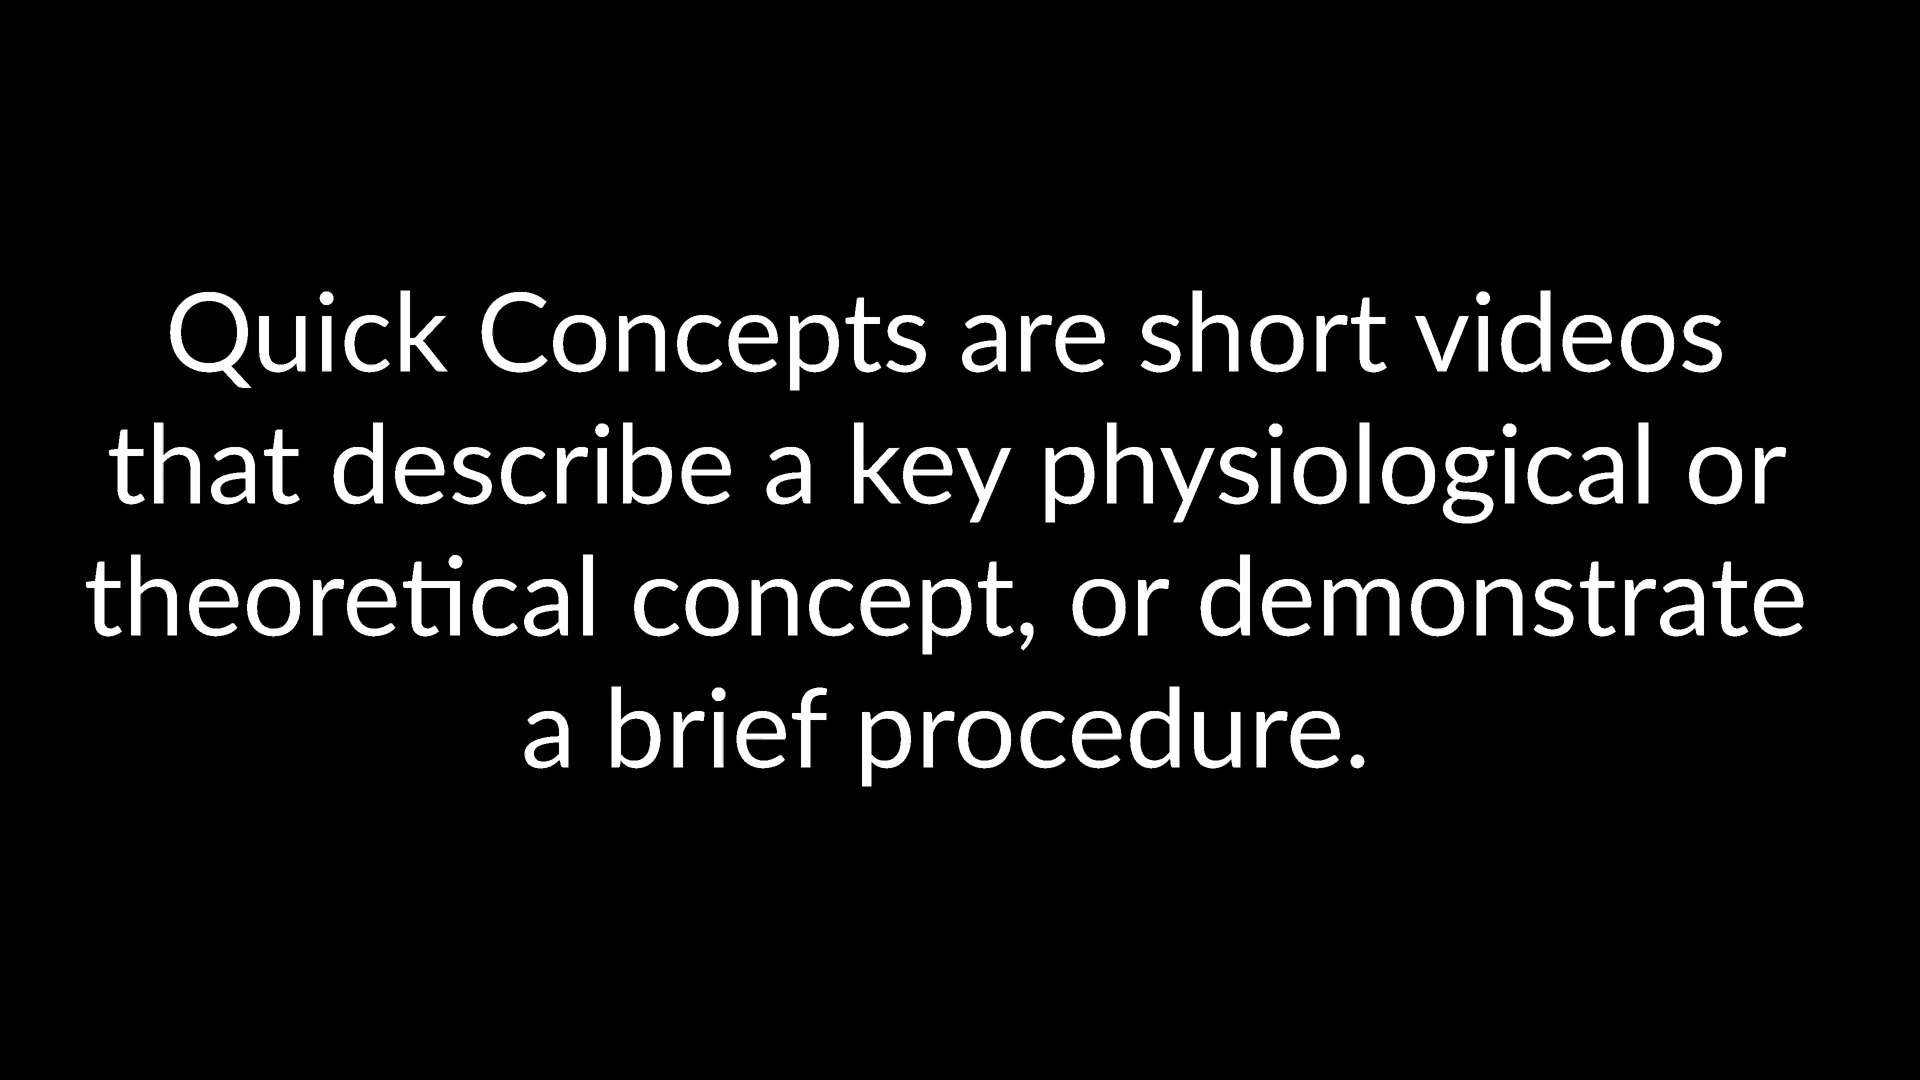 Quick Concepts are short videos
that describe a key physiological or
theoretical concept, or demonstrate
a brief procedure.